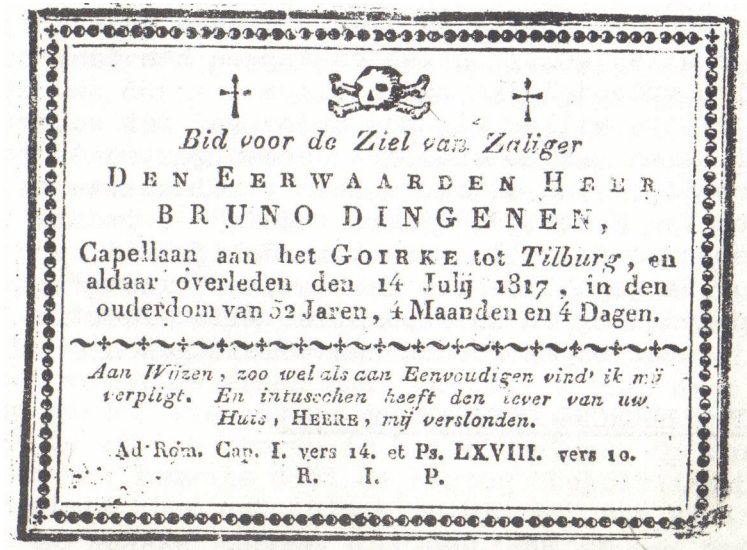 Bid voor de Ziel van Zaliger
DEN EERWAARDEN HEER
BRUNO DINGENEN,
Capellaan aan het GOIRKE tot Tilburg, en
aldaar overleden den 14 Julij 1817, in den
ouderdom van 52 Jaren, 4 Maanden en 4 Dagen.
Aan Wijzen, zoo wel als aan Eenvoudigen vind' ik mij
verpligt. En intusschen heeft den iever van uw
Huis, HEERE, mij verslonden.
Ad Rom. Cap. I. vers 14. et Ps. LXVIII. vers 10.
R. I. P.